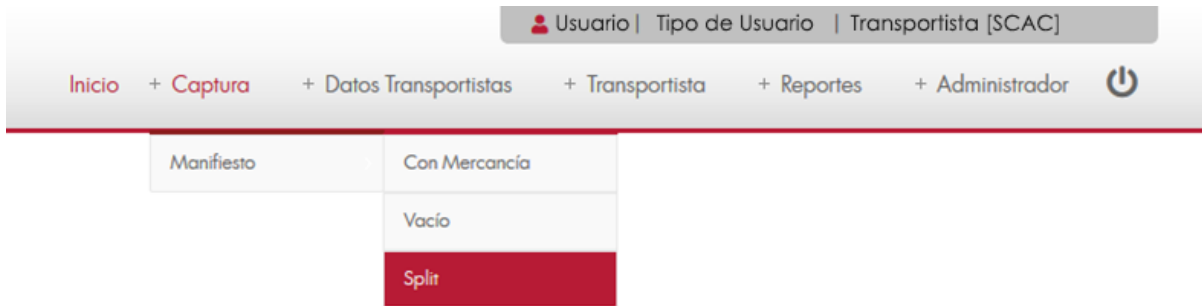 Usuario | Tipo de Usuario | Transportista [SCAC]
Inicio + Captura + Datos Transportistas + Transportista + Reportes + Administrador
Manifiesto Con Mercancía
Vacío
Split